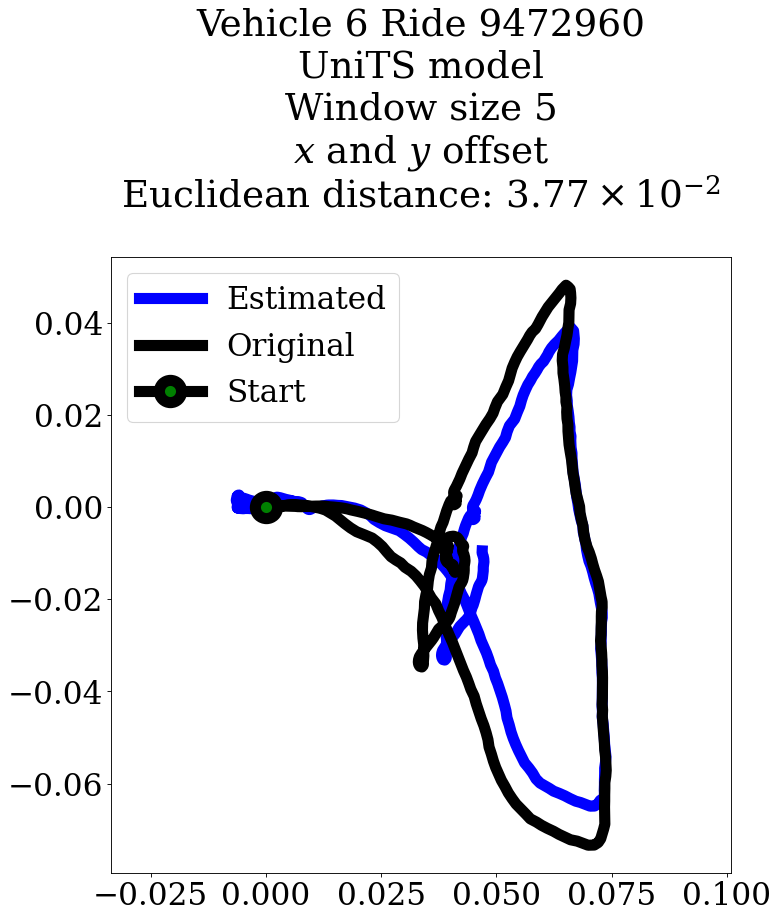 Vehicle 6 Ride 9472960
UniTS model
Window size 5
x and y offset
Euclidean distance: 3.77 × 10⁻²
Estimated
Original
Start
0.04
0.02
0.00
−0.02
−0.04
−0.06
−0.025 0.000 0.025 0.050 0.075 0.100